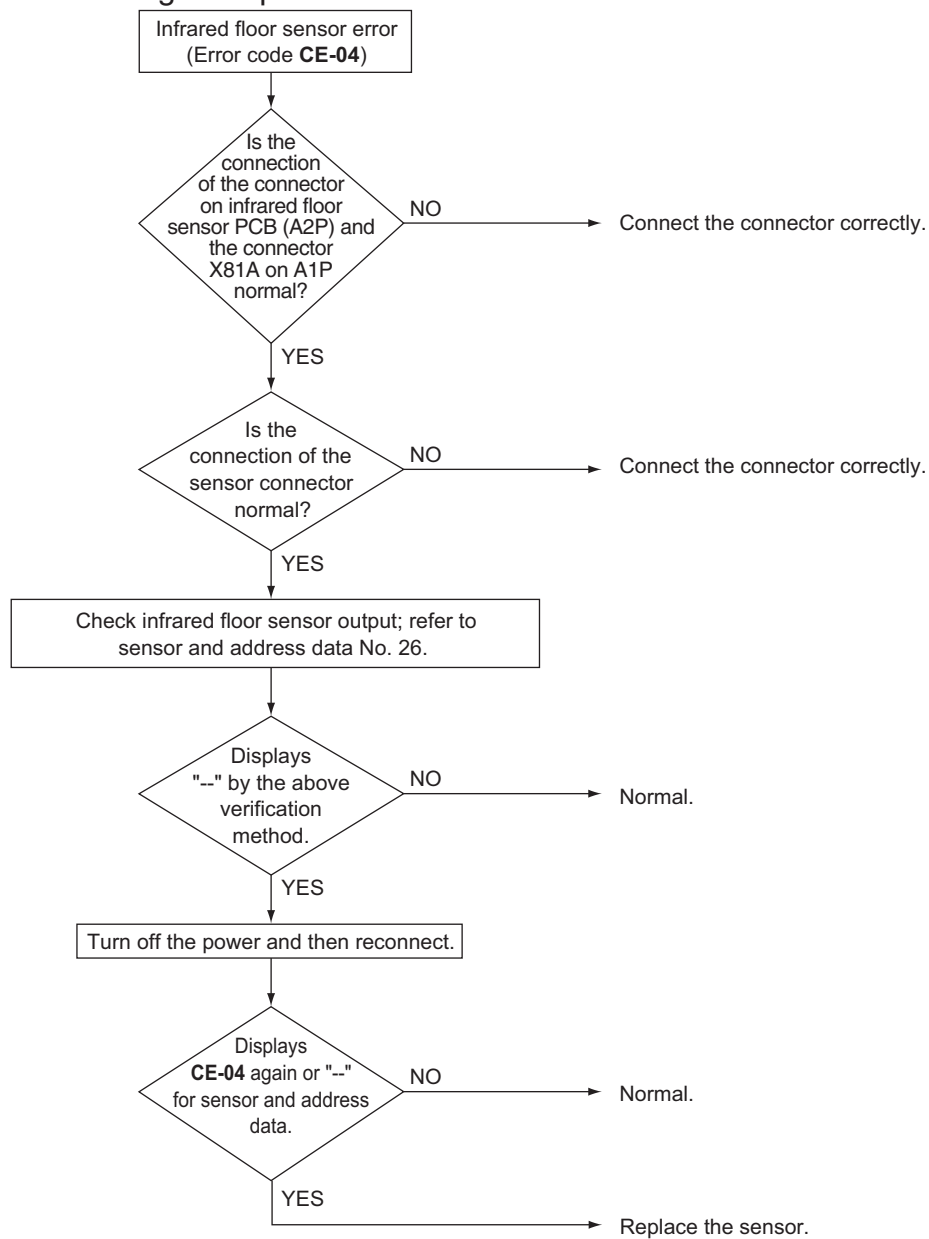 Infrared floor sensor error
(Error code CE-04)
Is the
connection
of the connector
on infrared floor
sensor PCB (A2P) and
the connector
X81A on A1P
normal?
NO
Connect the connector correctly.
YES
Is the
connection of the
sensor connector
normal?
NO
Connect the connector correctly.
YES
Check infrared floor sensor output; refer to
sensor and address data No. 26.
Displays
"--" by the above
verification
method.
NO
Normal.
YES
Turn off the power and then reconnect.
Displays
CE-04 again or "--"
for sensor and address
data.
NO
Normal.
YES
Replace the sensor.